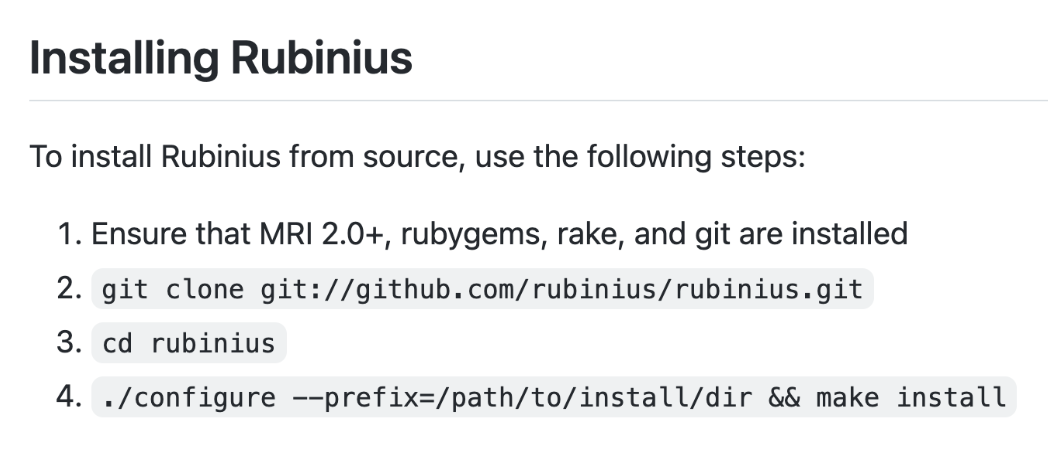 Installing Rubinius
To install Rubinius from source, use the following steps:
1. Ensure that MRI 2.0+, rubygems, rake, and git are installed
2. git clone git://github.com/rubinius/rubinius.git
3. cd rubinius
4. ./configure --prefix=/path/to/install/dir && make install